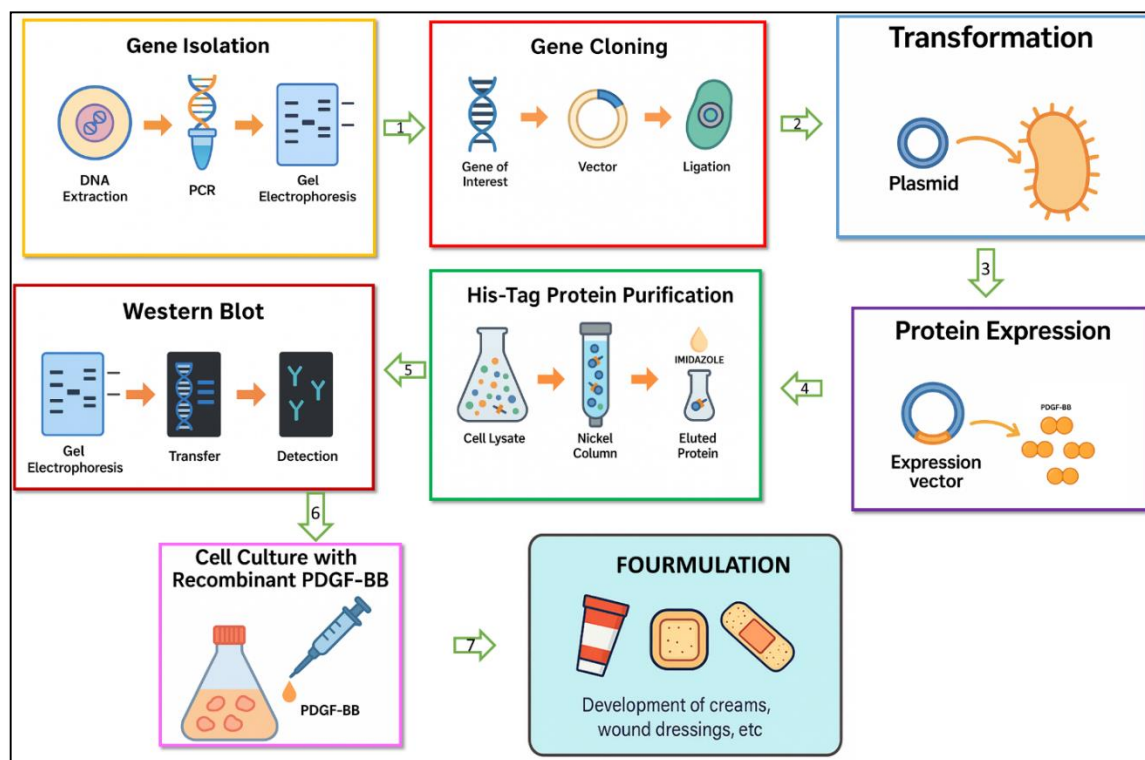 Gene Isolation
DNA
Extraction
PCR
Gel
Electrophoresis
1
Gene Cloning
Gene of
Interest
Vector
Ligation
2
Transformation
Plasmid
3
Protein Expression
Expression
vector
PDGF-BB
4
His-Tag Protein Purification
Cell Lysate
Nickel
Column
IMIDAZOLE
Eluted
Protein
5
Western Blot
Gel
Electrophoresis
Transfer
Detection
6
Cell Culture with
Recombinant PDGF-BB
PDGF-BB
7
FOURMULATION
Development of creams,
wound dressings, etc